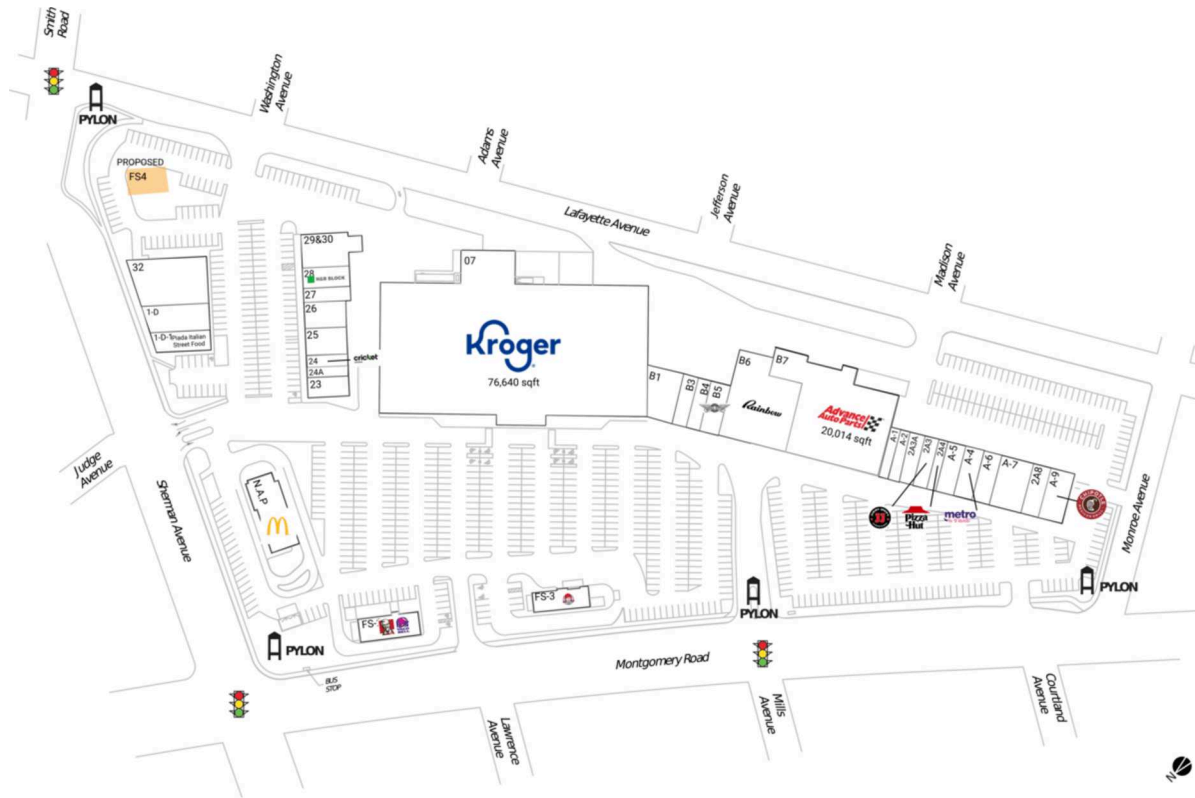 Smith
Road
Washington
Avenue
PYLON
PROPOSED
FS4
Adams
Avenue
Jefferson
Avenue
Lafayette Avenue
Madison
Avenue
29&30
28
H&R BLOCK
27
26
25
24
cricket
24A
23
32
1-D
1-D-1
Piada Italian
Street Food
07
Kroger
76,640 sqft
B1
B3
B4
B5
B6
Rainbow
B7
Advance
Auto Parts
20,014 sqft
A-1
A-2
2A3A
2A3
2A4
A-5
A-4
A-6
A-7
2A8
A-9
CHIPOTLE
Pizza
Hut
metro
Judge
Avenue
Sherman Avenue
N.A.P
Monroe Avenue
FS-3
FS-
PYLON
PYLON
PYLON
BUS
STOP
Montgomery Road
Lawrence
Avenue
Mills
Avenue
Courtland
Avenue
N